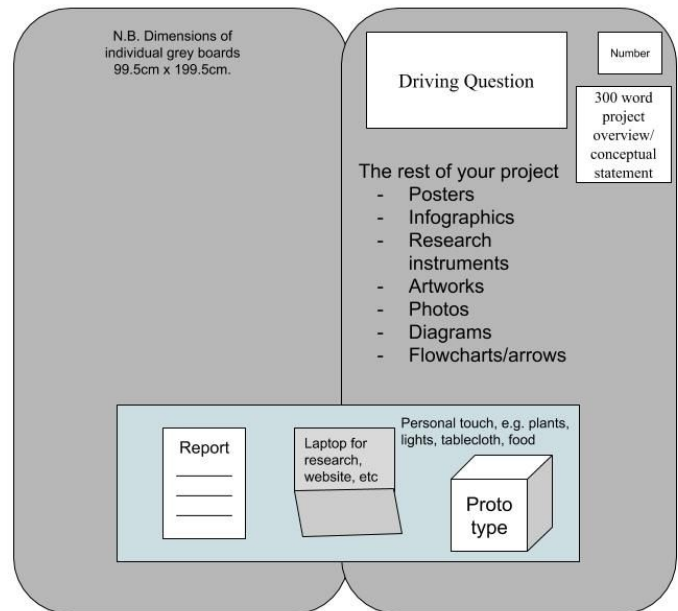 N.B. Dimensions of
individual grey boards
99.5cm x 199.5cm.
Driving Question
Number
300 word
project
overview/
conceptual
statement
The rest of your project
- Posters
- Infographics
- Research
instruments
- Artworks
- Photos
- Diagrams
- Flowcharts/arrows
Report
Laptop for
research,
website, etc
Personal touch, e.g. plants,
lights, tablecloth, food
Proto
type